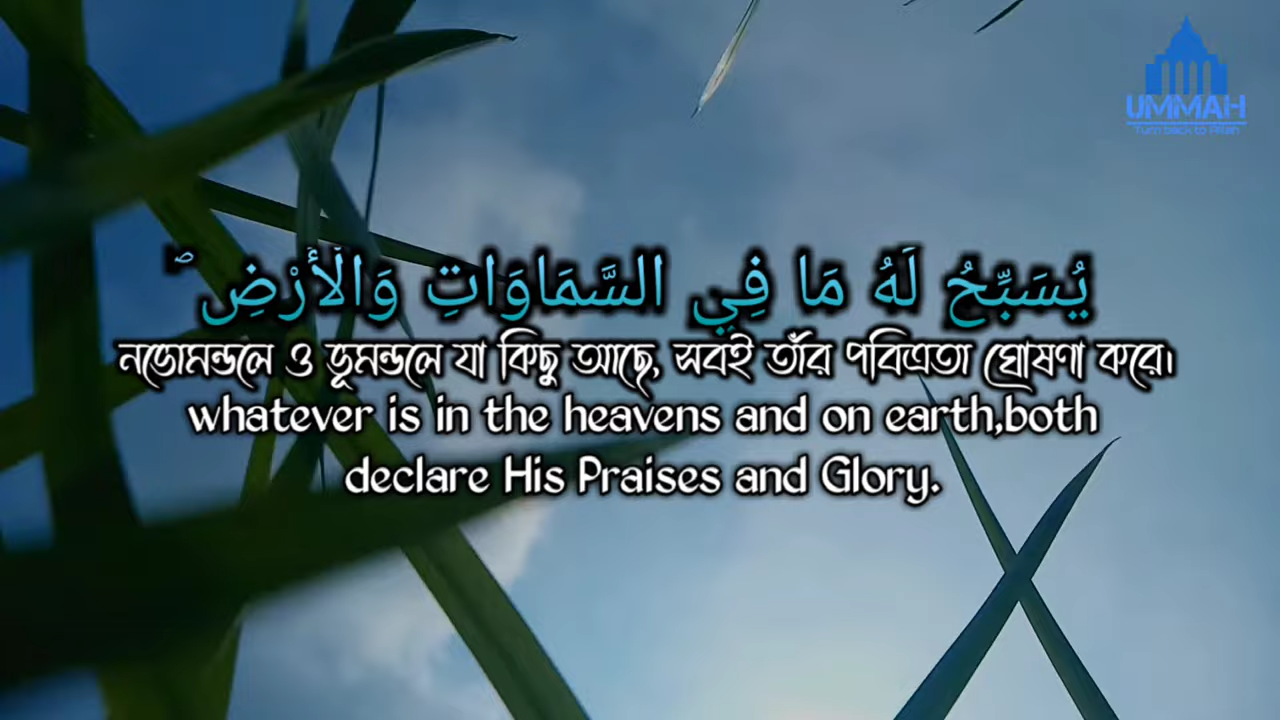 UMMAH
Turn back to Allah
يُسَبِّحُ لَهُ مَا فِي السَّمَاوَاتِ وَالْأَرْضِ ۖ
নভোমন্ডলে ও ভূমন্ডলে যা কিছু আছে, সবই তাঁর পবিত্রতা ঘোষণা করে।
whatever is in the heavens and on earth,both
declare His Praises and Glory.